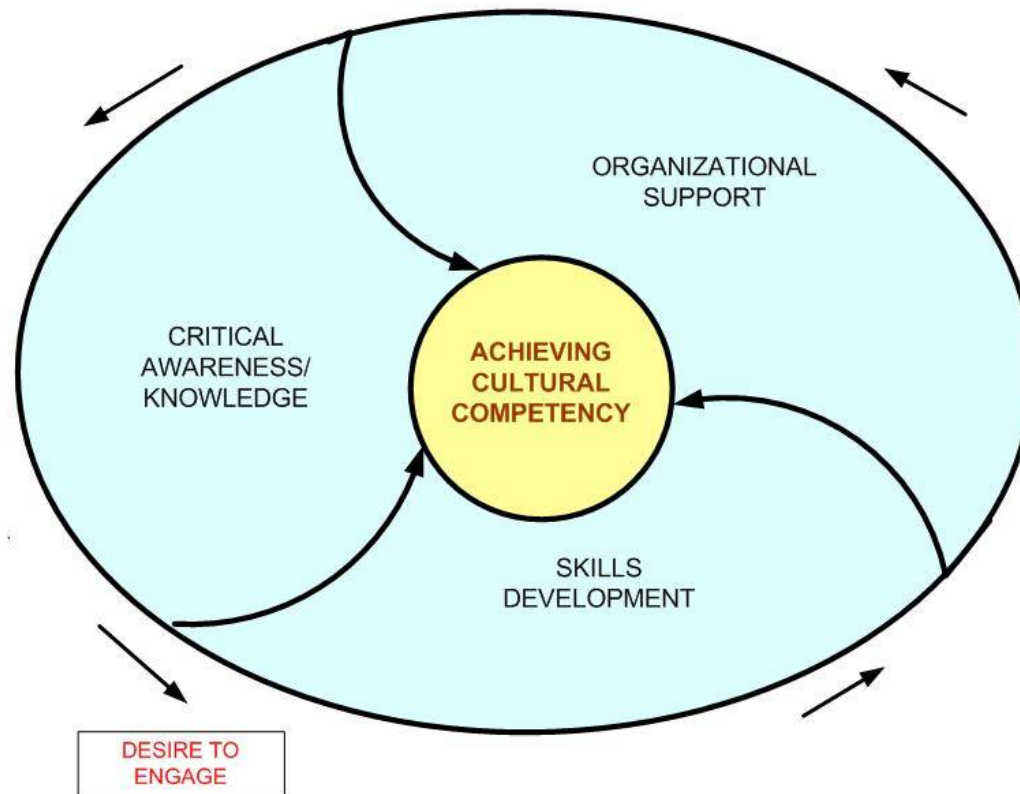 ORGANIZATIONAL
SUPPORT
CRITICAL
AWARENESS/
KNOWLEDGE
ACHIEVING
CULTURAL
COMPETENCY
SKILLS
DEVELOPMENT
DESIRE TO
ENGAGE